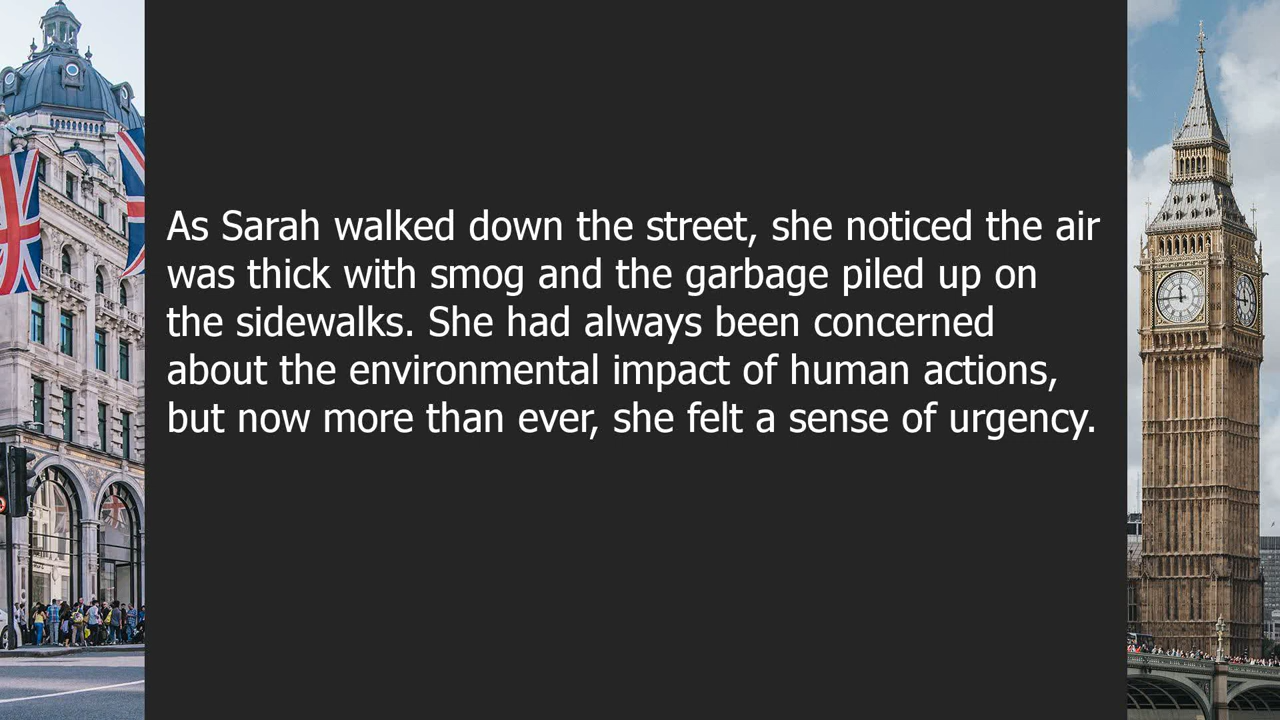 As Sarah walked down the street, she noticed the air
was thick with smog and the garbage piled up on
the sidewalks. She had always been concerned
about the environmental impact of human actions,
but now more than ever, she felt a sense of urgency.